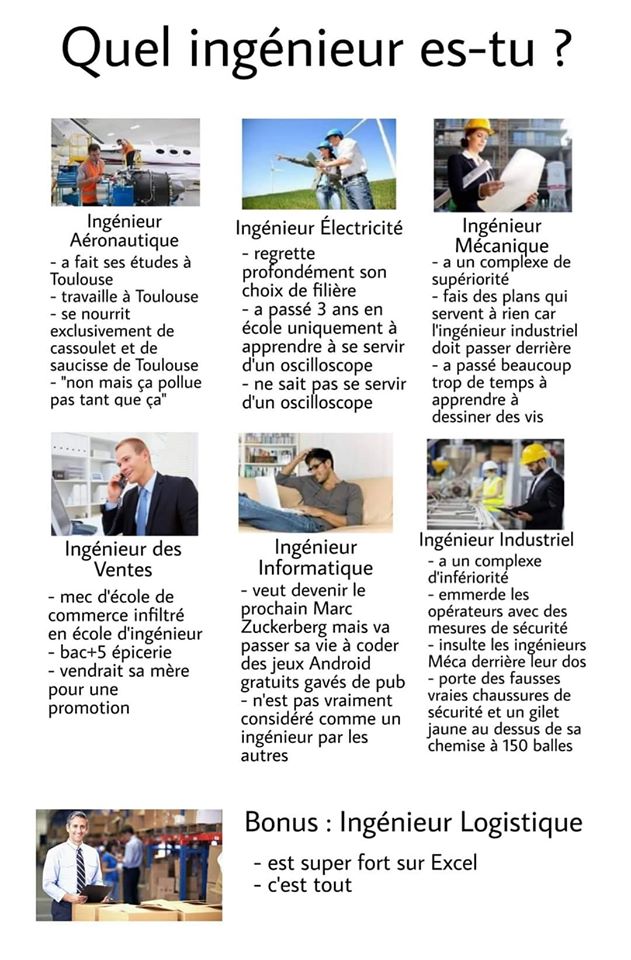 Quel ingénieur es-tu ?
Ingénieur
Aéronautique
- a fait ses études à
Toulouse
- travaille à Toulouse
- se nourrit
exclusivement de
cassoulet et de
saucisse de Toulouse
- "non mais ça pollue
pas tant que ça"
Ingénieur Électricité
- regrette
profondément son
choix de filière
- a passé 3 ans en
école uniquement à
apprendre à se servir
d'un oscilloscope
- ne sait pas se servir
d'un oscilloscope
Ingénieur
Mécanique
- a un complexe de
supériorité
- fais des plans qui
servent à rien car
l'ingénieur industriel
doit passer derrière
- a passé beaucoup
trop de temps à
apprendre à
dessiner des vis
Ingénieur des
Ventes
- mec d'école de
commerce infiltré
en école d'ingénieur
- bac+5 épicerie
- vendrait sa mère
pour une
promotion
Ingénieur
Informatique
- veut devenir le
prochain Marc
Zuckerberg mais va
passer sa vie à coder
des jeux Android
gratuits gavés de pub
- n'est pas vraiment
considéré comme un
ingénieur par les
autres
Ingénieur Industriel
- a un complexe
d'infériorité
- emmerde les
opérateurs avec des
mesures de sécurité
- insulte les ingénieurs
Méca derrière leur dos
- porte des fausses
vraies chaussures de
sécurité et un gilet
jaune au dessus de sa
chemise à 150 balles
Bonus : Ingénieur Logistique
- est super fort sur Excel
- c'est tout